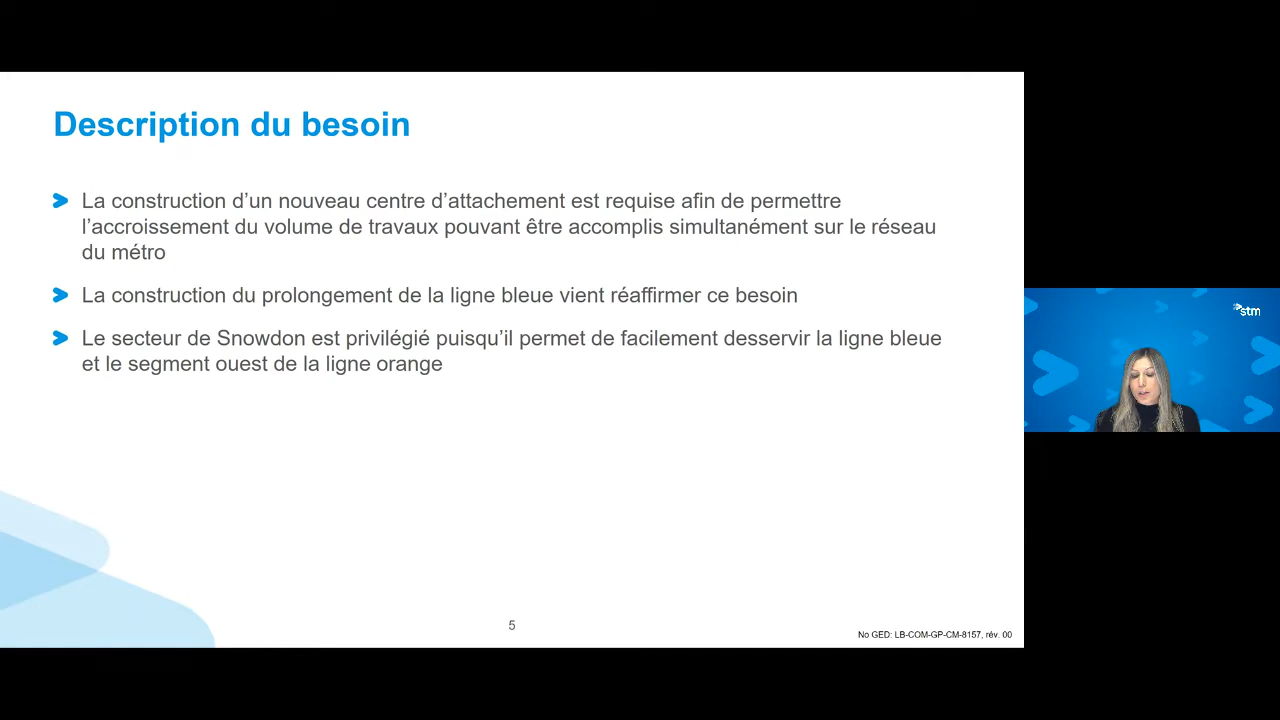 Description du besoin
La construction d’un nouveau centre d’attachement est requise afin de permettre
l’accroissement du volume de travaux pouvant être accomplis simultanément sur le réseau
du métro
La construction du prolongement de la ligne bleue vient réaffirmer ce besoin
Le secteur de Snowdon est privilégié puisqu’il permet de facilement desservir la ligne bleue
et le segment ouest de la ligne orange
5
No GED: LB-COM-GP-CM-8157, rév. 00
stm